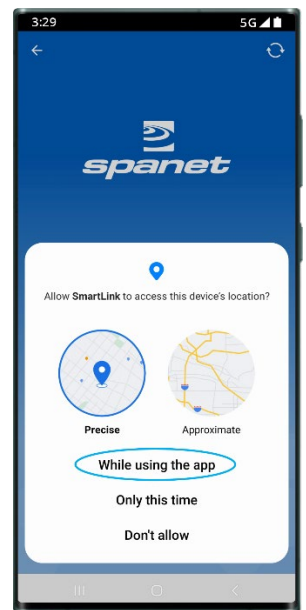 3:29 5G
spanet
Allow SmartLink to access this device's location?
Precise Approximate
While using the app
Only this time
Don't allow